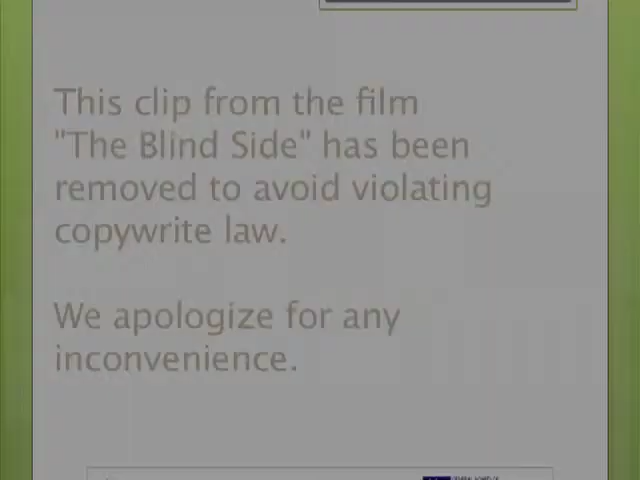 This clip from the film
"The Blind Side" has been
removed to avoid violating
copywrite law.
We apologize for any
inconvenience.